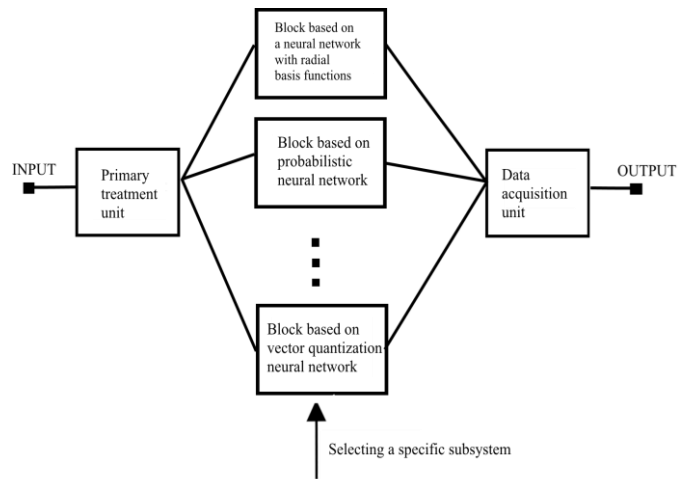 Block based on
a neural network
with radial
basis functions
INPUT
Primary
treatment
unit
Block based on
probabilistic
neural network
Data
acquisition
unit
OUTPUT
Block based on
vector quantization
neural network
Selecting a specific subsystem